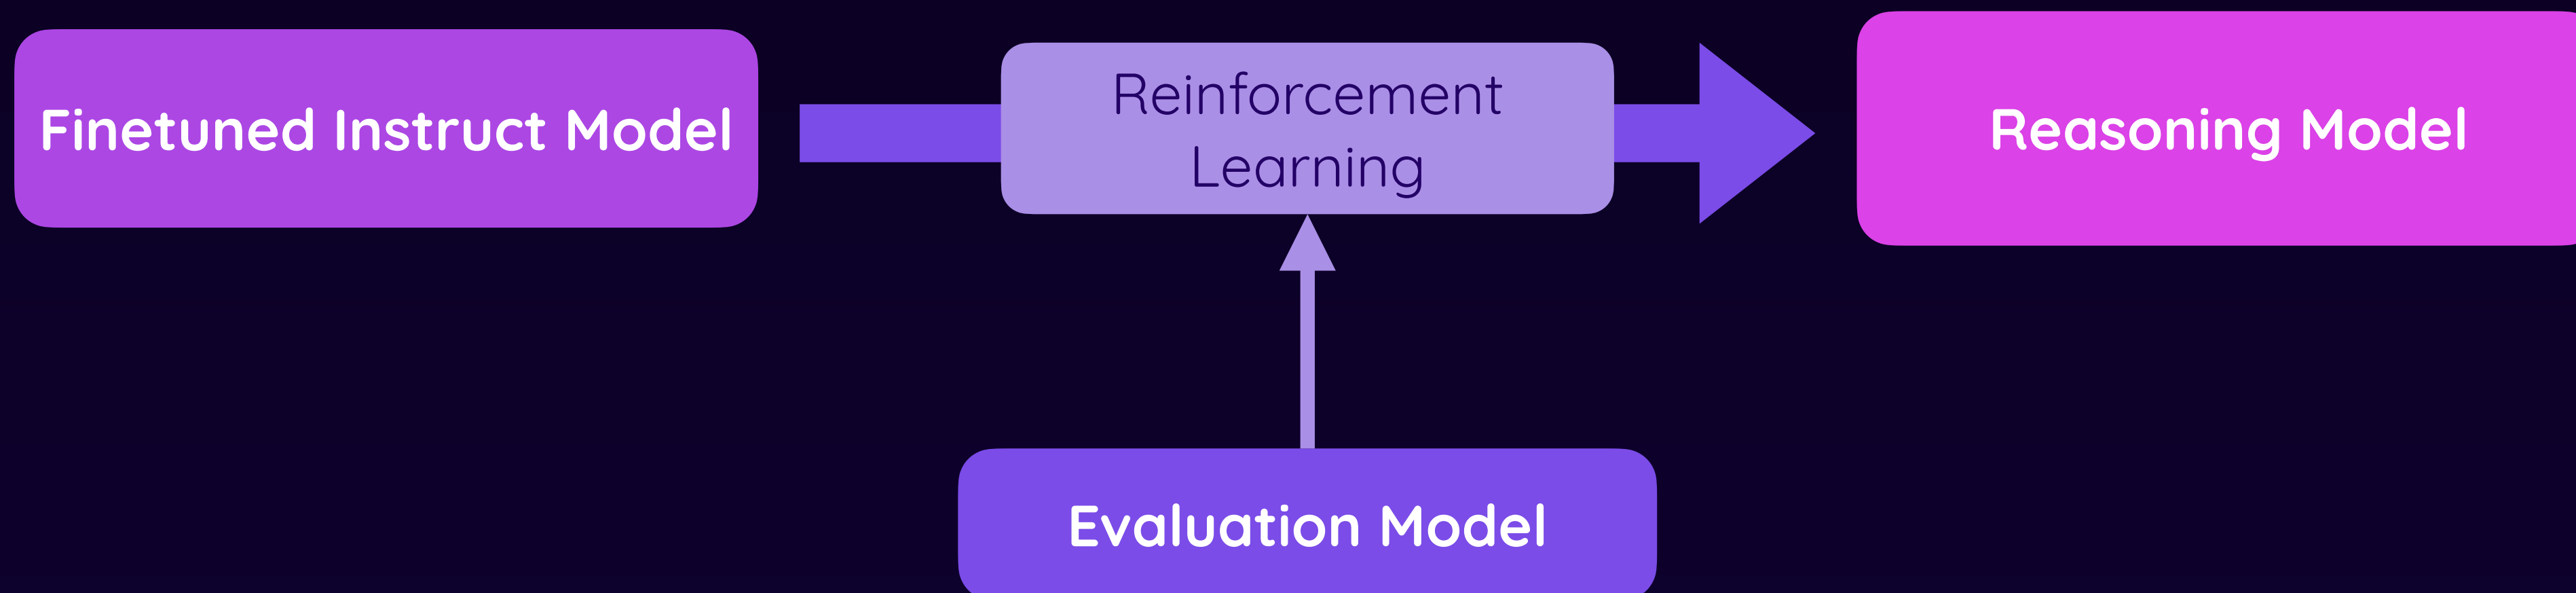 Finetuned Instruct Model
Reinforcement
Learning
Reasoning Model
Evaluation Model